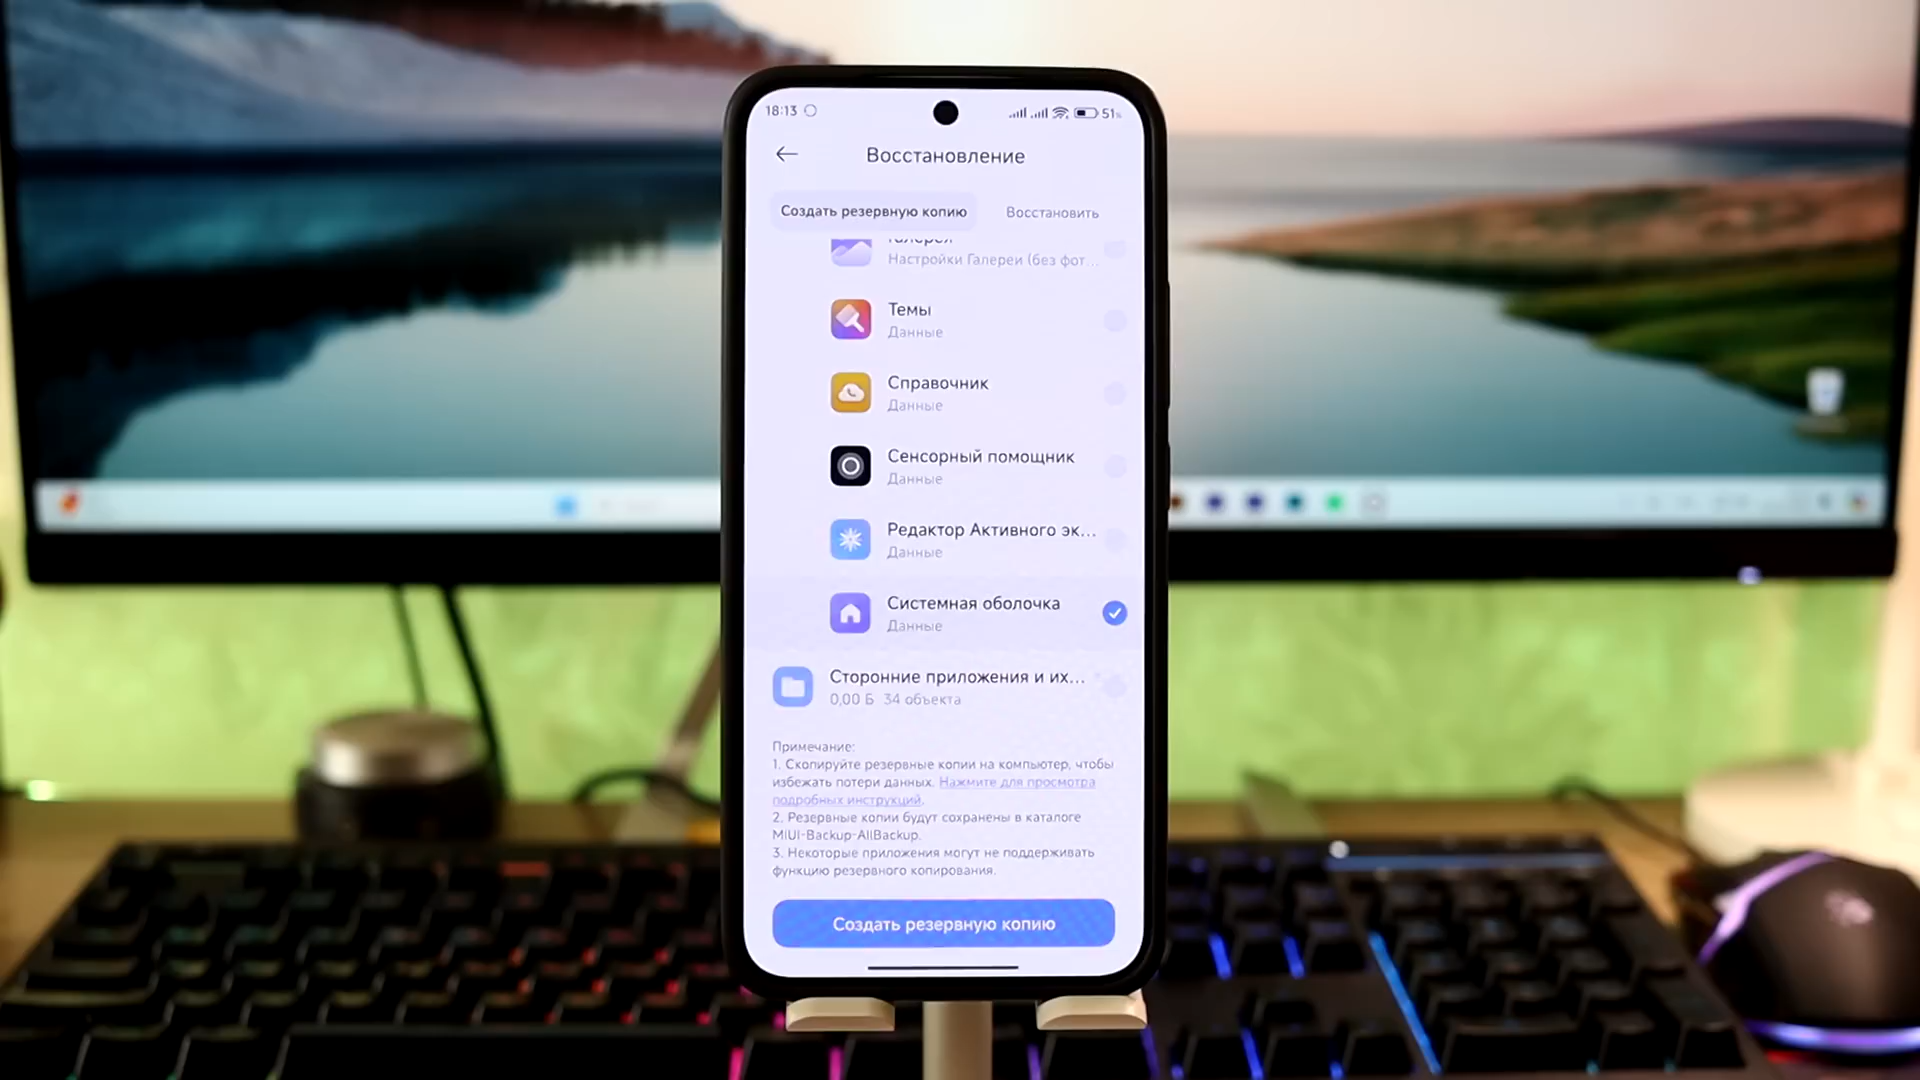 18:13
51%
Восстановление
Создать резервную копию
Восстановить
Галерея
Настройки Галереи (без фот...
Темы
Данные
Справочник
Данные
Сенсорный помощник
Данные
Редактор Активного эк...
Данные
Системная оболочка
Данные
Сторонние приложения и их...
0,00 Б 34 объекта
Примечание:
1. Скопируйте резервные копии на компьютер, чтобы
избежать потери данных. Нажмите для просмотра
подробных инструкций.
2. Резервные копии будут сохранены в каталоге
MIUI-Backup-AllBackup.
3. Некоторые приложения могут не поддерживать
функцию резервного копирования.
Создать резервную копию